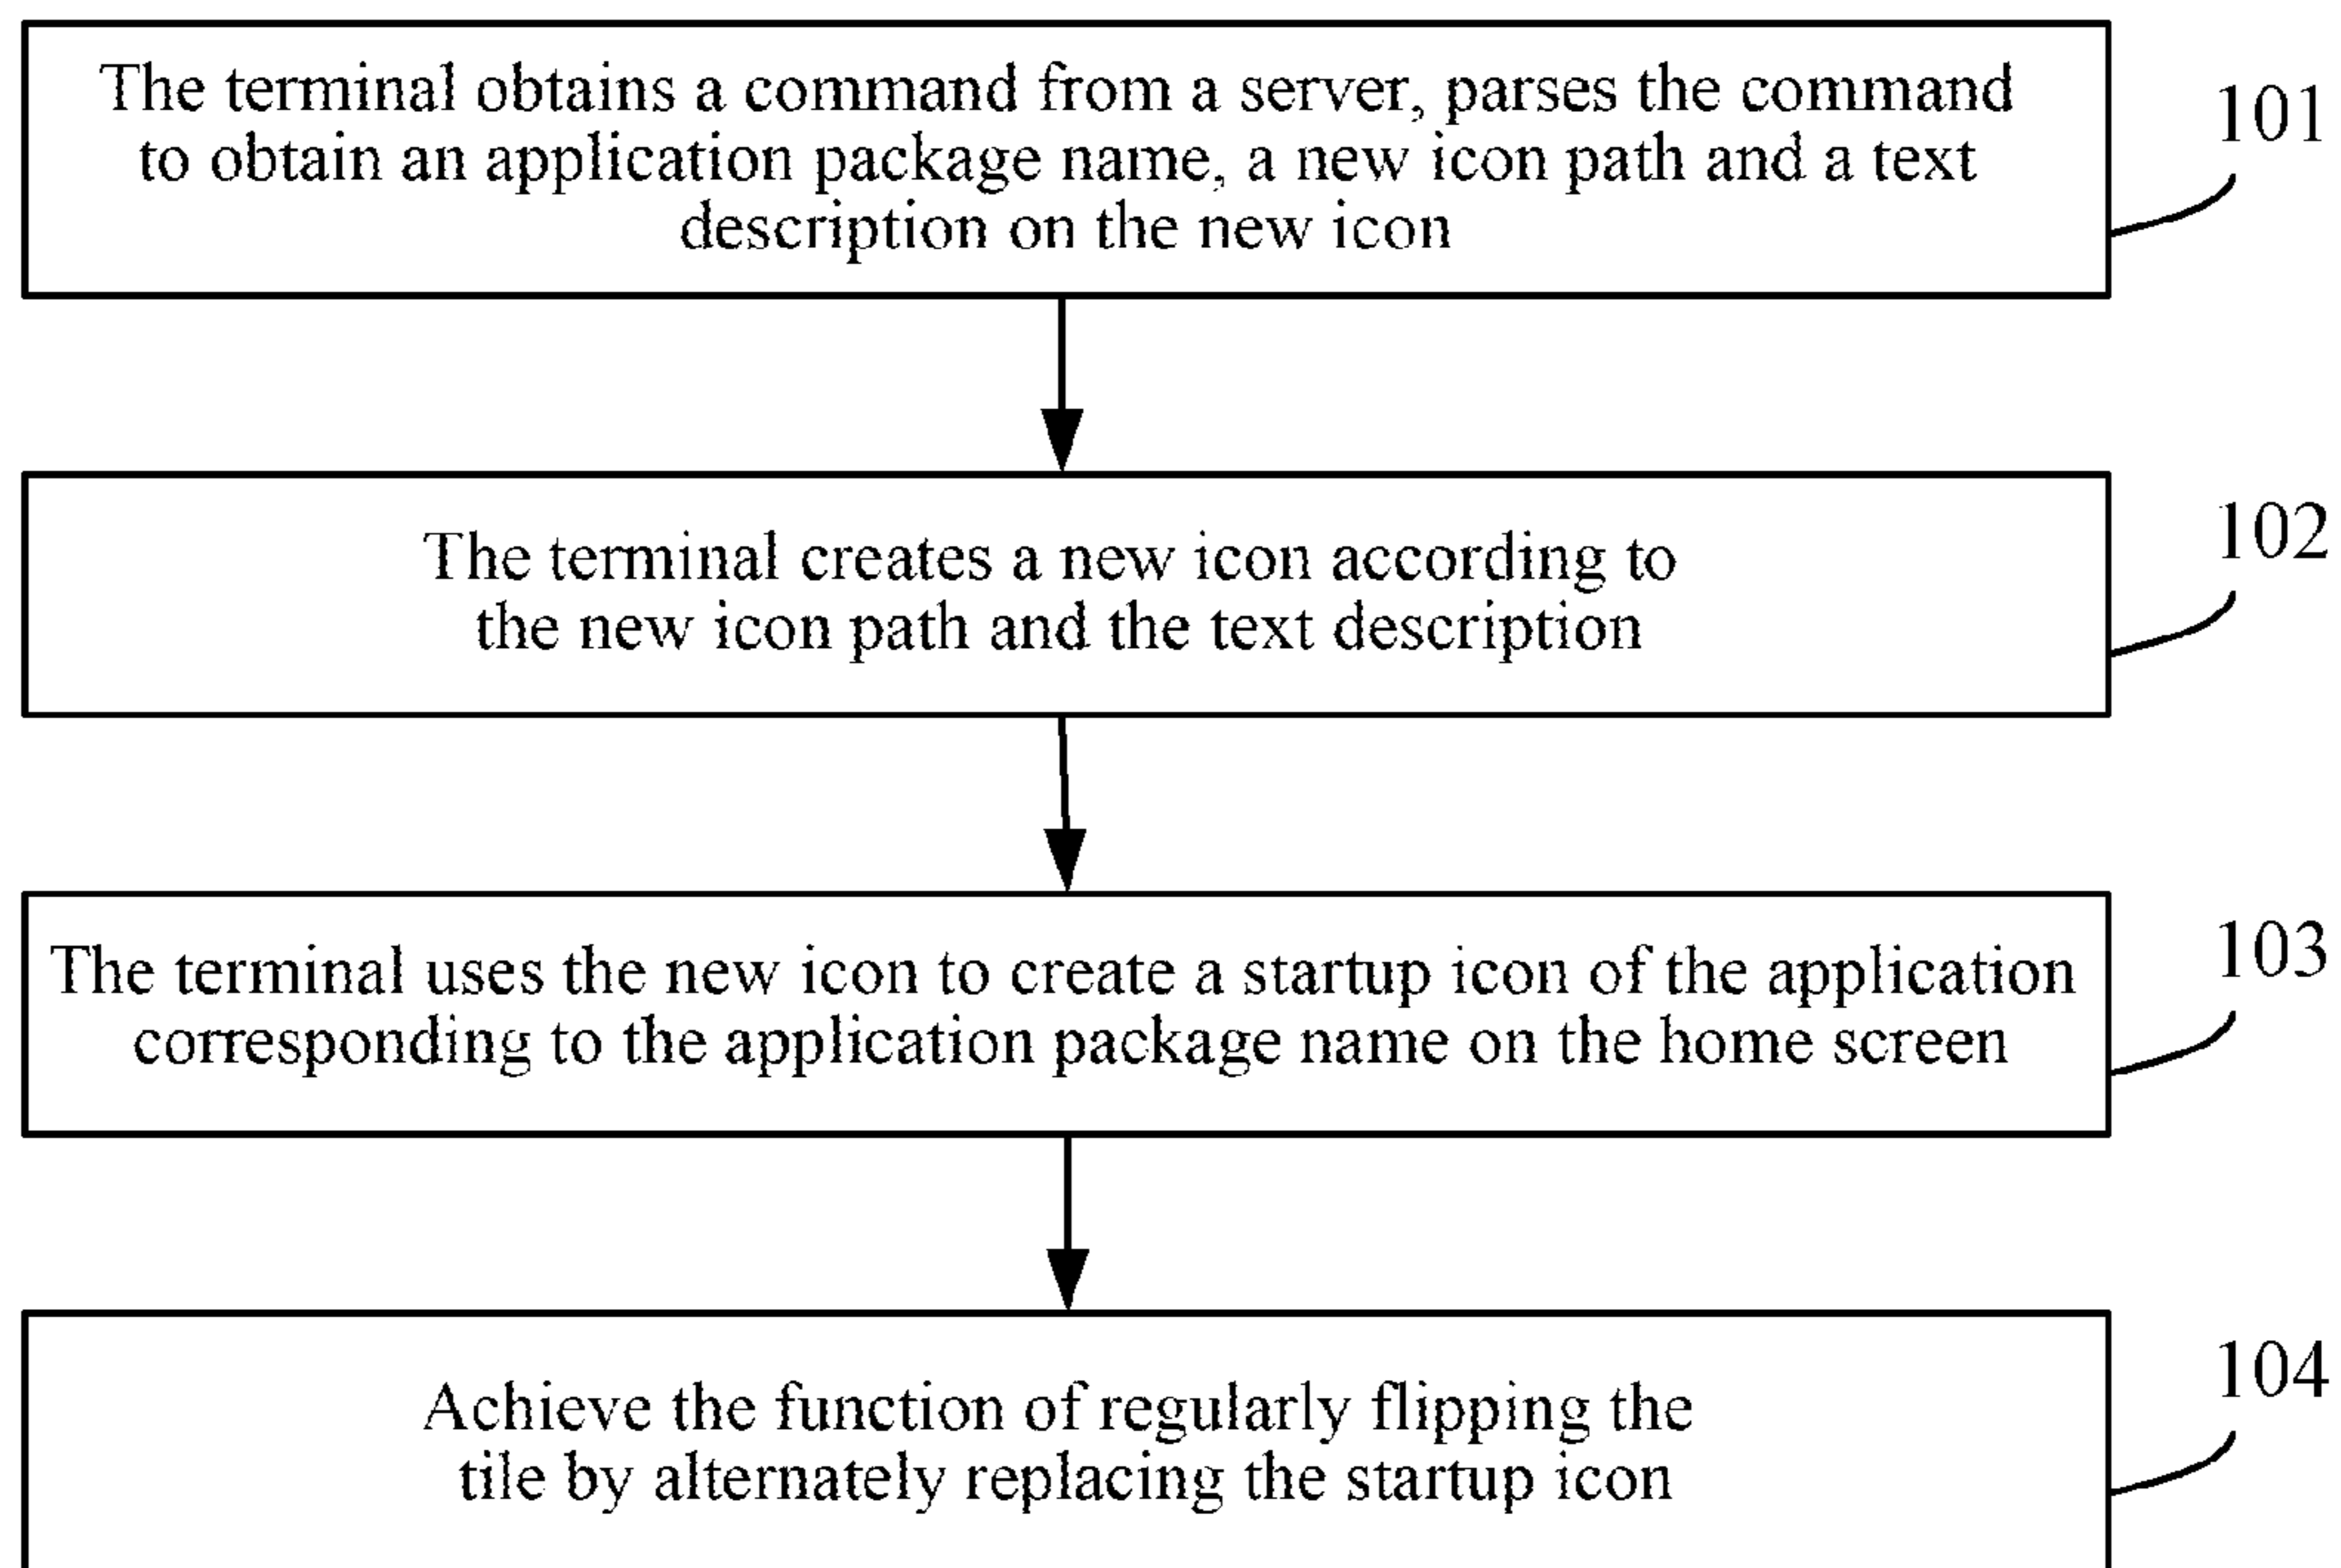 The terminal obtains a command from a server, parses the command
to obtain an application package name, a new icon path and a text
description on the new icon
101
The terminal creates a new icon according to
the new icon path and the text description
102
The terminal uses the new icon to create a startup icon of the application
corresponding to the application package name on the home screen
103
Achieve the function of regularly flipping the
tile by alternately replacing the startup icon
104